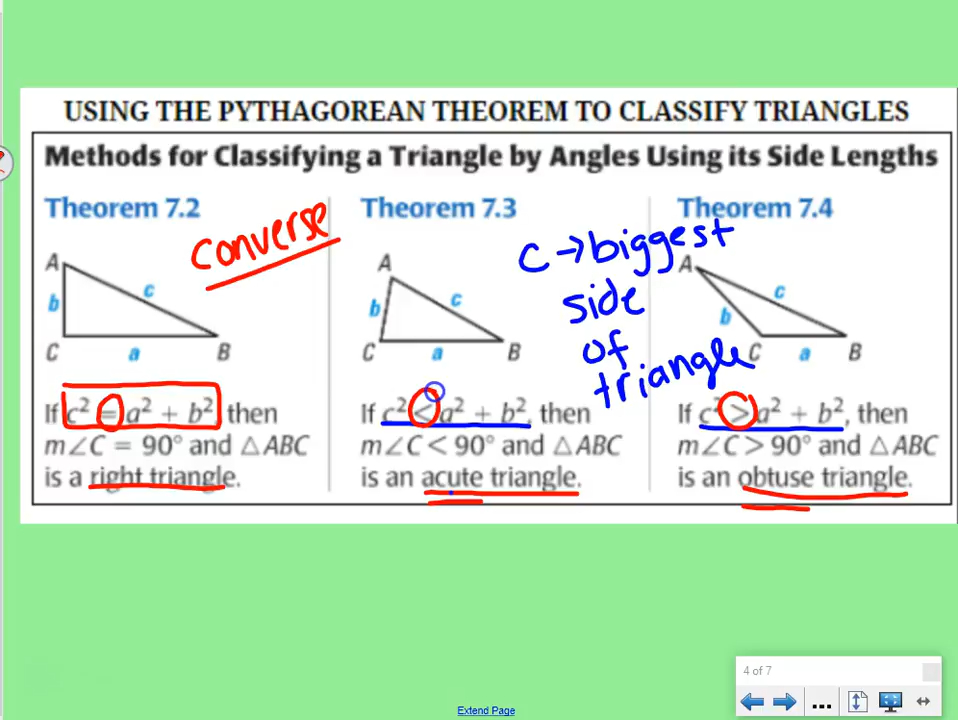 USING THE PYTHAGOREAN THEOREM TO CLASSIFY TRIANGLES
Methods for Classifying a Triangle by Angles Using its Side Lengths
Theorem 7.2
converse
A
b
c
C
a
B
If c² = a² + b² then
m∠C = 90° and △ABC
is a right triangle.
Theorem 7.3
A
b
c
C
a
B
If c² < a² + b², then
m∠C < 90° and △ABC
is an acute triangle.
c → biggest
side
of
triangle
Theorem 7.4
A
b
c
C
a
B
If c² > a² + b², then
m∠C > 90° and △ABC
is an obtuse triangle.
4 of 7
...
Extend Page